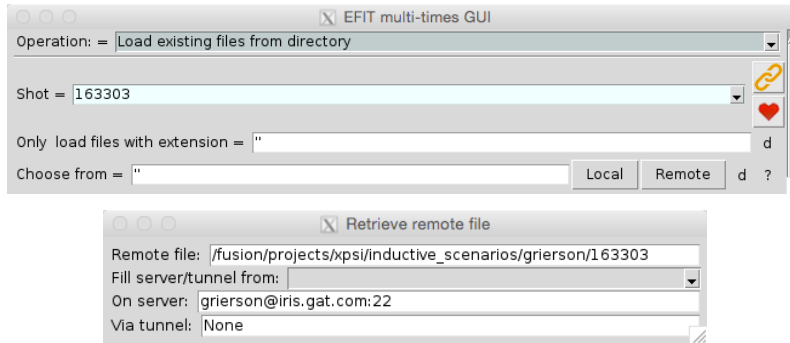 EFIT multi-times GUI
Operation: = Load existing files from directory
Shot = 163303
Only load files with extension = '' d
Choose from = '' Local Remote d ?
Retrieve remote file
Remote file: /fusion/projects/xpsi/inductive_scenarios/grierson/163303
Fill server/tunnel from:
On server: grierson@iris.gat.com:22
Via tunnel: None